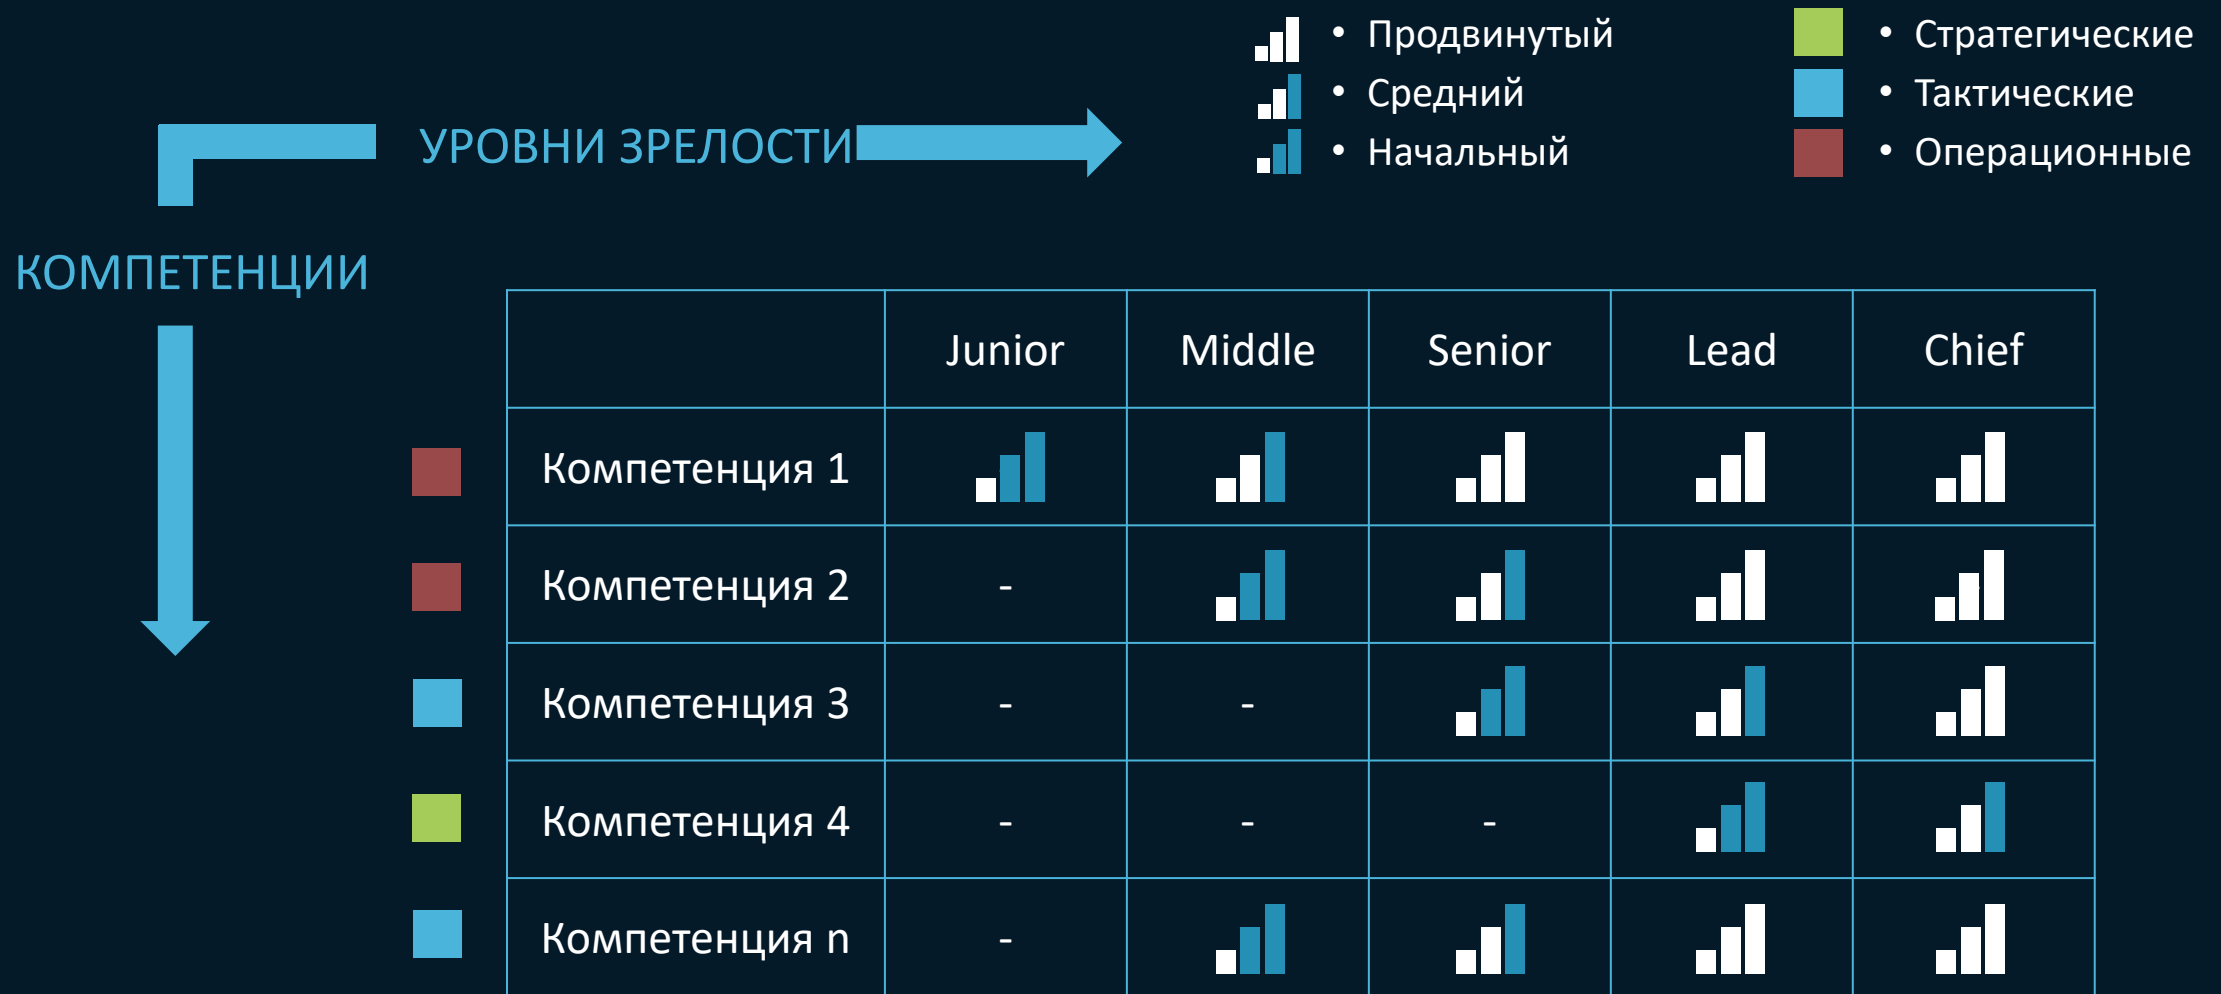 • Продвинутый
• Средний
• Начальный
• Стратегические
• Тактические
• Операционные
УРОВНИ ЗРЕЛОСТИ
КОМПЕТЕНЦИИ
Junior Middle Senior Lead Chief
Компетенция 1
Компетенция 2 -
Компетенция 3 - -
Компетенция 4 - - -
Компетенция n -